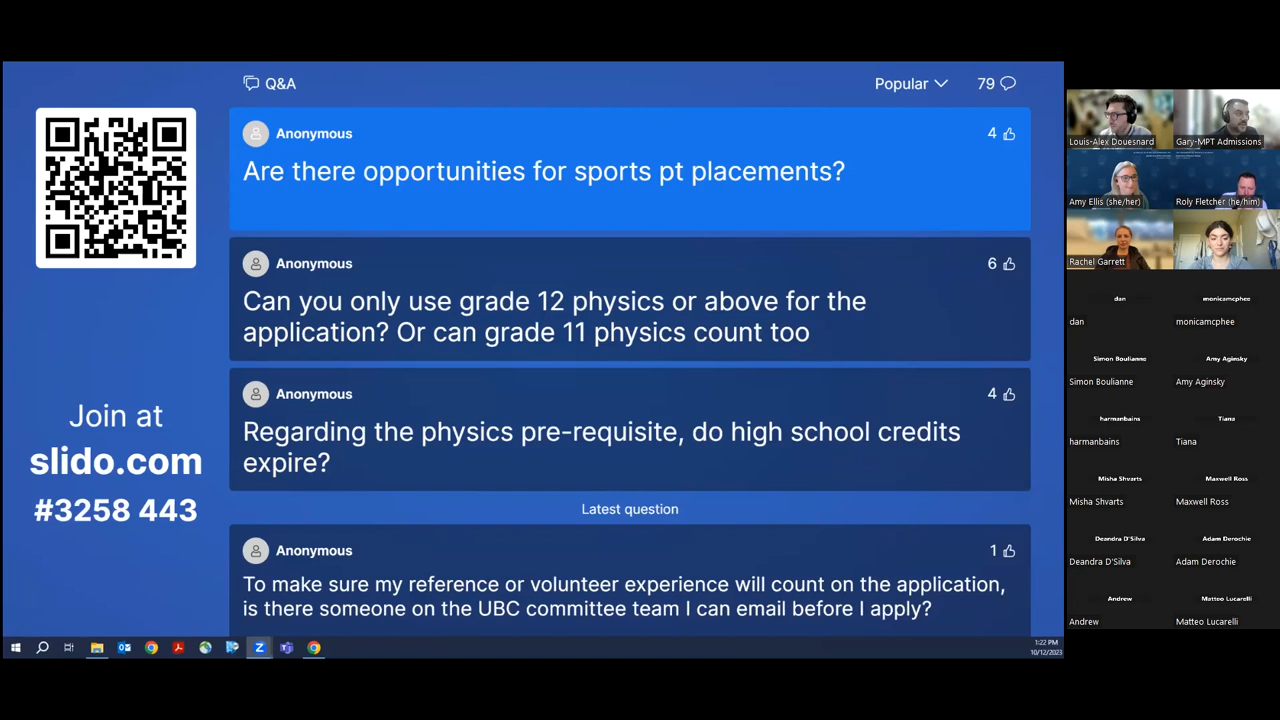 Q&A
Popular
79
Anonymous
4
Are there opportunities for sports pt placements?
Anonymous
6
Can you only use grade 12 physics or above for the
application? Or can grade 11 physics count too
Anonymous
4
Regarding the physics pre-requisite, do high school credits
expire?
Latest question
Anonymous
1
To make sure my reference or volunteer experience will count on the application,
is there someone on the UBC committee team I can email before I apply?
Join at
slido.com
#3258 443
1:22 PM
10/12/2023
Louis-Alex Douesnard
Gary-MPT Admissions
Amy Ellis (she/her)
Roly Fletcher (he/him)
Rachel Garrett
dan
monicamcphee
dan
monicamcphee
Simon Boulianne
Amy Aginsky
Simon Boulianne
Amy Aginsky
harmanbains
Tiana
harmanbains
Tiana
Misha Shvarts
Maxwell Ross
Misha Shvarts
Maxwell Ross
Deandra D'Silva
Adam Derochie
Deandra D'Silva
Adam Derochie
Andrew
Matteo Lucarelli
Andrew
Matteo Lucarelli